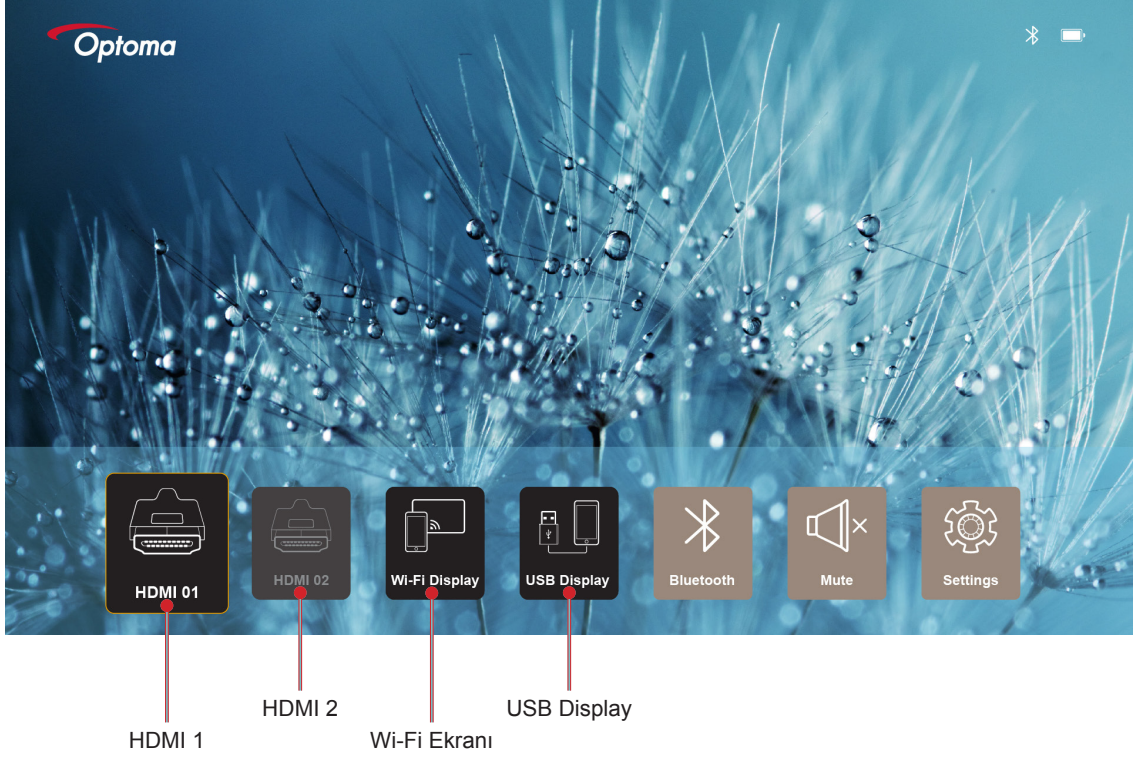 Optoma
HDMI 01
HDMI 02
Wi-Fi Display
USB Display
Bluetooth
Mute
Settings
HDMI 2
USB Display
HDMI 1
Wi-Fi Ekranı